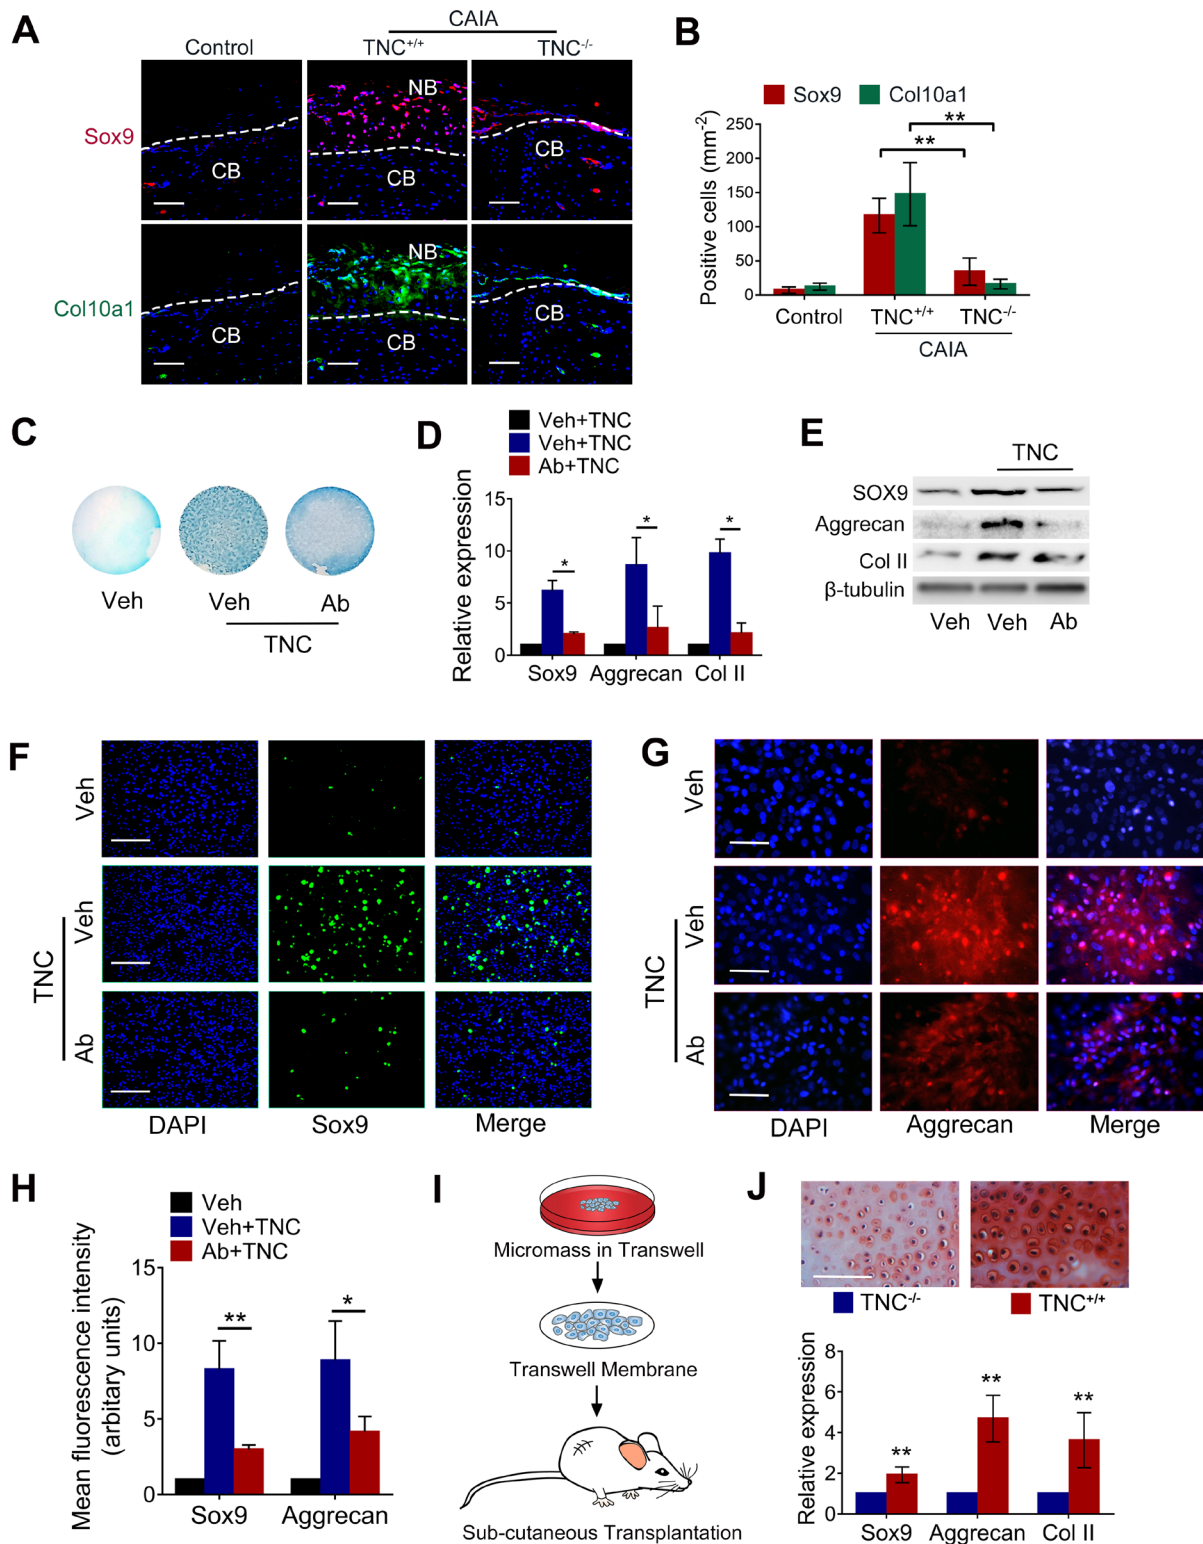 A
CAIA
Control
TNC+/+
TNC-/-
Sox9
NB
CB
CB
CB
Col10a1
NB
CB
CB
CB
B
Sox9
Col10a1
Positive cells (mm-2)
250
200
150
100
50
0
**
**
Control
TNC+/+
TNC-/-
CAIA
C
Veh
Veh
Ab
TNC
D
Veh+TNC
Veh+TNC
Ab+TNC
Relative expression
15
10
5
0
*
*
*
Sox9
Aggrecan
Col II
E
TNC
SOX9
Aggrecan
Col II
β-tubulin
Veh
Veh
Ab
F
Veh
Veh
TNC
Ab
DAPI
Sox9
Merge
G
Veh
Veh
TNC
Ab
DAPI
Aggrecan
Merge
H
Veh
Veh+TNC
Ab+TNC
Mean fluorescence intensity
(arbitary units)
15
10
5
0
**
*
Sox9
Aggrecan
I
Micromass in Transwell
Transwell Membrane
Sub-cutaneous Transplantation
J
TNC-/-
TNC+/+
Relative expression
8
6
4
2
0
**
**
**
Sox9
Aggrecan
Col II